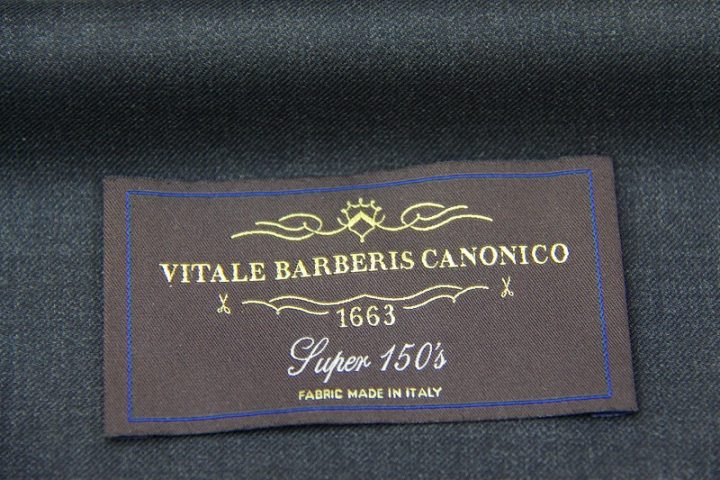 VITALE BARBERIS CANONICO
1663
Super 150's
FABRIC MADE IN ITALY